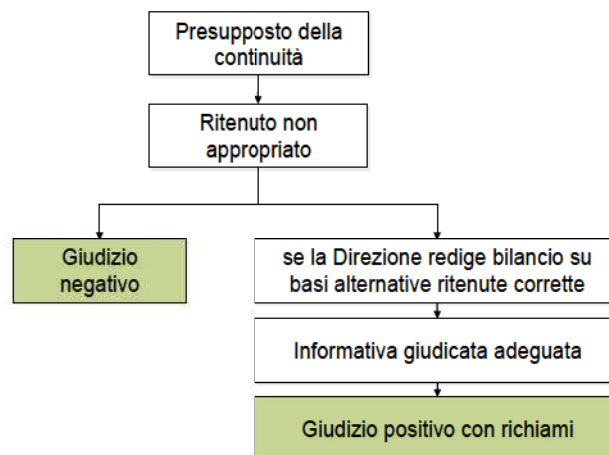 Presupposto della
continuità
Ritenuto non
appropriato
Giudizio
negativo
se la Direzione redige bilancio su
basi alternative ritenute corrette
Informativa giudicata adeguata
Giudizio positivo con richiami